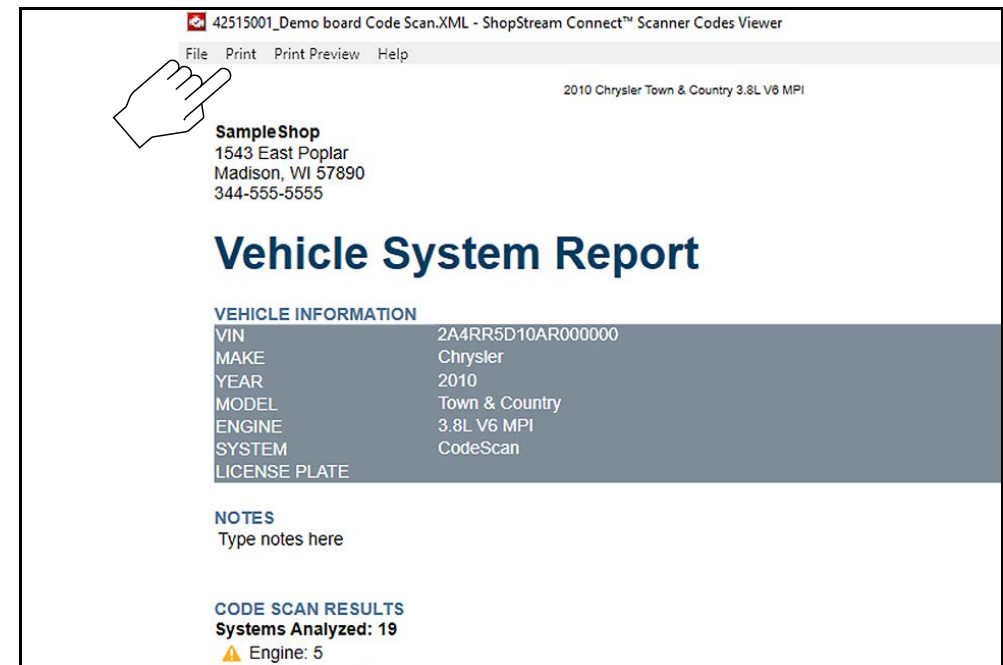 42515001_Demo board Code Scan.XML - ShopStream Connect™ Scanner Codes Viewer
File Print Print Preview Help
2010 Chrysler Town & Country 3.8L V6 MPI
SampleShop
1543 East Poplar
Madison, WI 57890
344-555-5555
Vehicle System Report
VEHICLE INFORMATION
VIN 2A4RR5D10AR000000
MAKE Chrysler
YEAR 2010
MODEL Town & Country
ENGINE 3.8L V6 MPI
SYSTEM CodeScan
LICENSE PLATE
NOTES
Type notes here
CODE SCAN RESULTS
Systems Analyzed: 19
Engine: 5